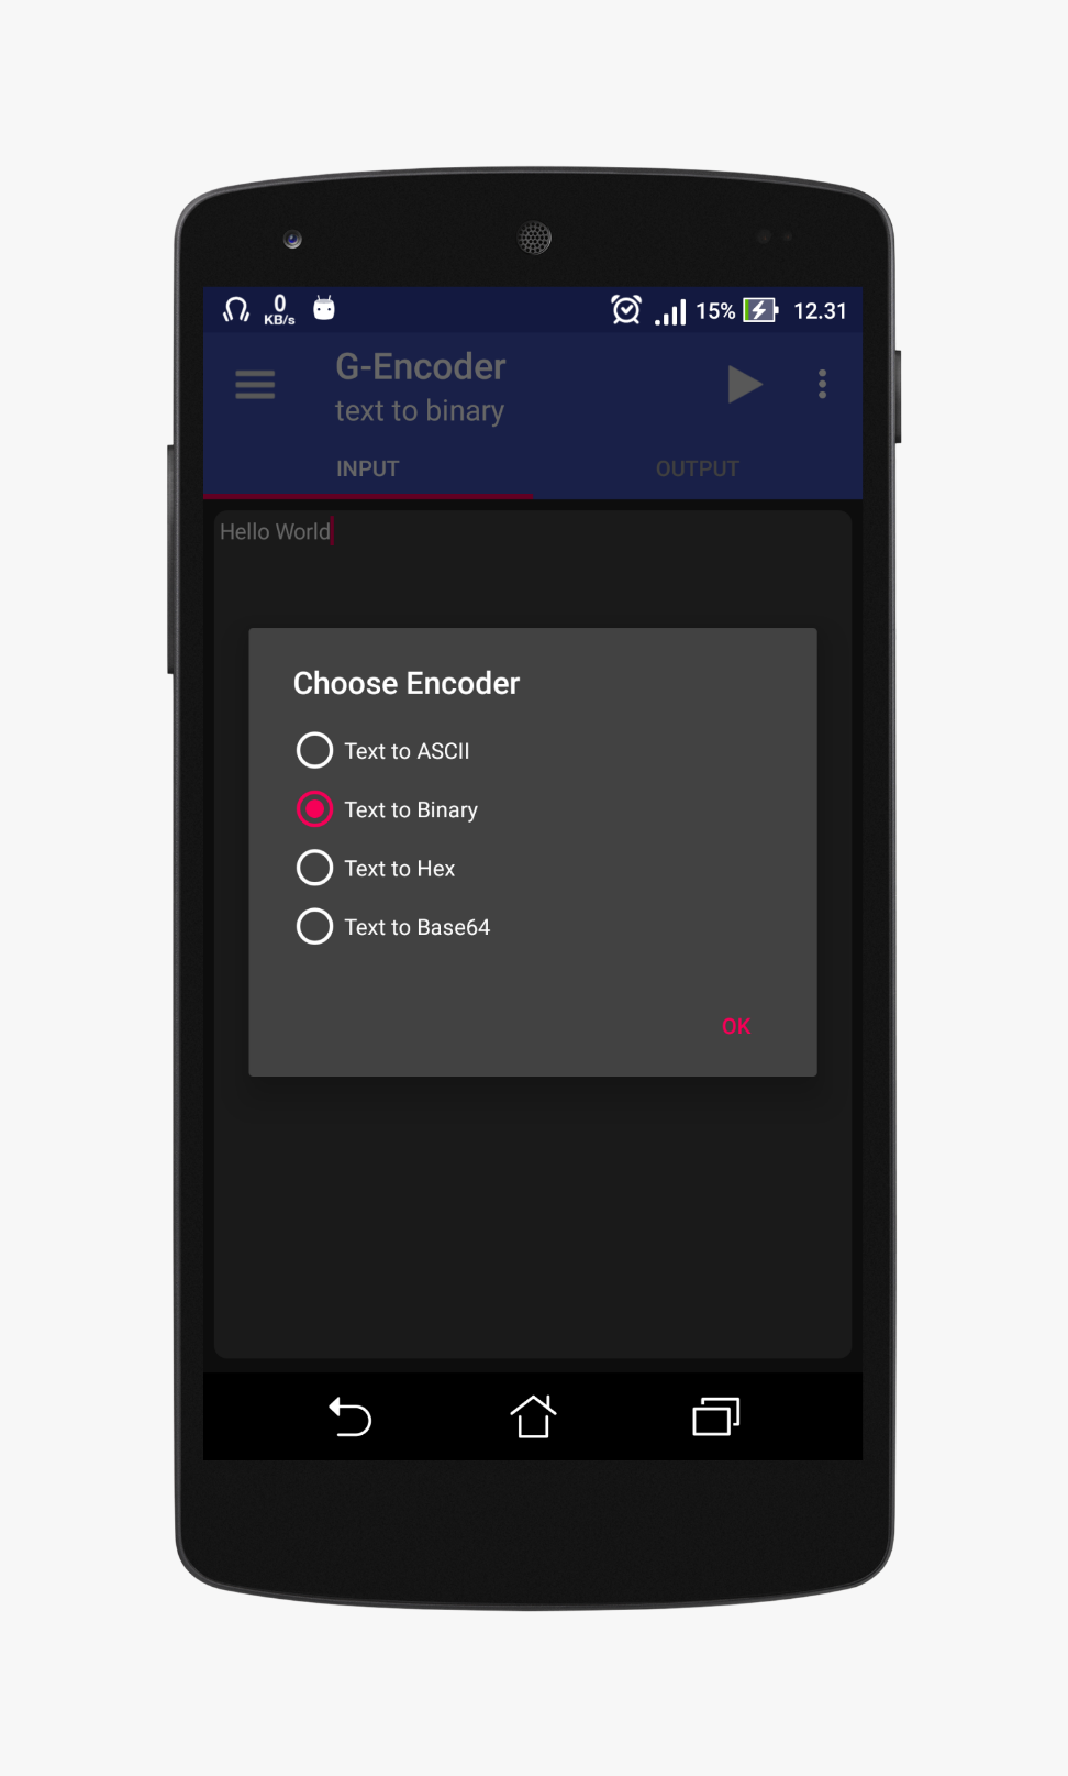 0
KB/s
15%
12.31
G-Encoder
text to binary
INPUT
OUTPUT
Hello World
Choose Encoder
Text to ASCII
Text to Binary
Text to Hex
Text to Base64
OK